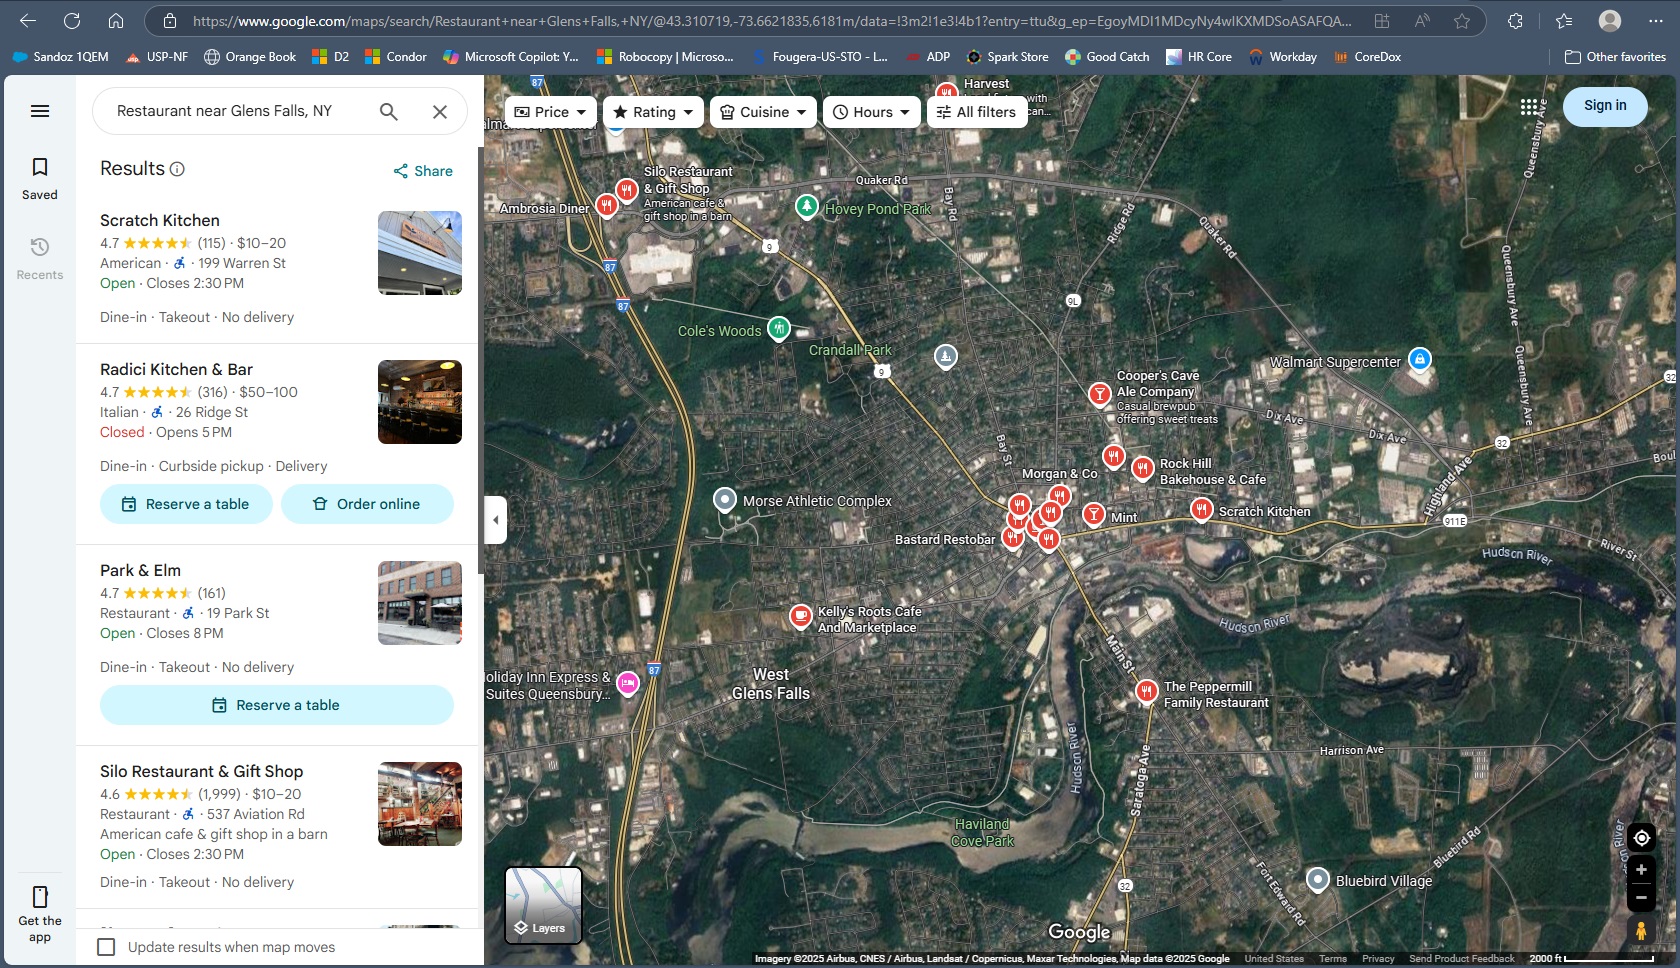 https://www.google.com/maps/search/Restaurant+near+Glens+Falls,+NY/@43.310719,-73.6621835,6181m/data=!3m2!1e3!4b1?entry=ttu&g_ep=EgoyMDI1MDcyNy4wIKXMDSoASAFQA...
Sandoz 1QEM
USP-NF
Orange Book
D2
Condor
Microsoft Copilot: Y...
Robocopy | Microso...
Fougera-US-STO - L...
ADP
Spark Store
Good Catch
HR Core
Workday
CoreDox
Other favorites
Saved
Recents
Get the
app
Restaurant near Glens Falls, NY
Results
Share
Scratch Kitchen
4.7 (115) · $10–20
American · 199 Warren St
Open · Closes 2:30 PM
Dine-in · Takeout · No delivery
Radici Kitchen & Bar
4.7 (316) · $50–100
Italian · 26 Ridge St
Closed · Opens 5 PM
Dine-in · Curbside pickup · Delivery
Reserve a table
Order online
Park & Elm
4.7 (161)
Restaurant · 19 Park St
Open · Closes 8 PM
Dine-in · Takeout · No delivery
Reserve a table
Silo Restaurant & Gift Shop
4.6 (1,999) · $10–20
Restaurant · 537 Aviation Rd
American cafe & gift shop in a barn
Open · Closes 2:30 PM
Dine-in · Takeout · No delivery
Update results when map moves
Price
Rating
Cuisine
Hours
All filters
Sign in
87
Harvest
with
can...
Silo Restaurant
& Gift Shop
American cafe &
gift shop in a barn
Ambrosia Diner
Quaker Rd
Hovey Pond Park
Bay Rd
Ridge Rd
Quaker Rd
Queensbury Ave
9
87
87
9L
Queensbury Ave
Cole's Woods
Crandall Park
9
Walmart Supercenter
Queensbury Ave
32
Cooper's Cave
Ale Company
Casual brewpub
offering sweet treats
Dix Ave
Dix Ave
32
Bay St
Morgan & Co
Rock Hill
Bakehouse & Cafe
Highland Ave
Morse Athletic Complex
Mint
Scratch Kitchen
911E
Bastard Restobar
Hudson River
River St
Kelly's Roots Cafe
And Marketplace
Hudson River
Main St
87
oliday Inn Express &
Suites Queensbury...
West
Glens Falls
The Peppermill
Family Restaurant
Hudson River
Harrison Ave
Saratoga Ave
Haviland
Cove Park
Bluebird Rd
32
Fort Edward Rd
Bluebird Village
Layers
Google
Imagery ©2025 Airbus, CNES / Airbus, Landsat / Copernicus, Maxar Technologies, Map data ©2025 Google
United States
Terms
Privacy
Send Product Feedback
2000 ft